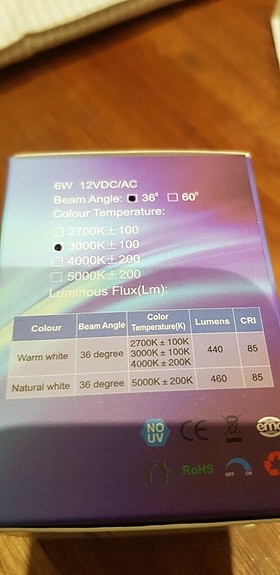 6W 12VDC/AC
Beam Angle: 36° 60°
Colour Temperature:
2700K±100
3000K±100
4000K±200
5000K±200
Luminous Flux(Lm):
Colour Beam Angle Color Temperature(K) Lumens CRI
Warm white 36 degree 2700K±100K 3000K±100K 4000K±200K 440 85
Natural white 36 degree 5000K±200K 460 85
NO UV CE
RoHS OFF ON